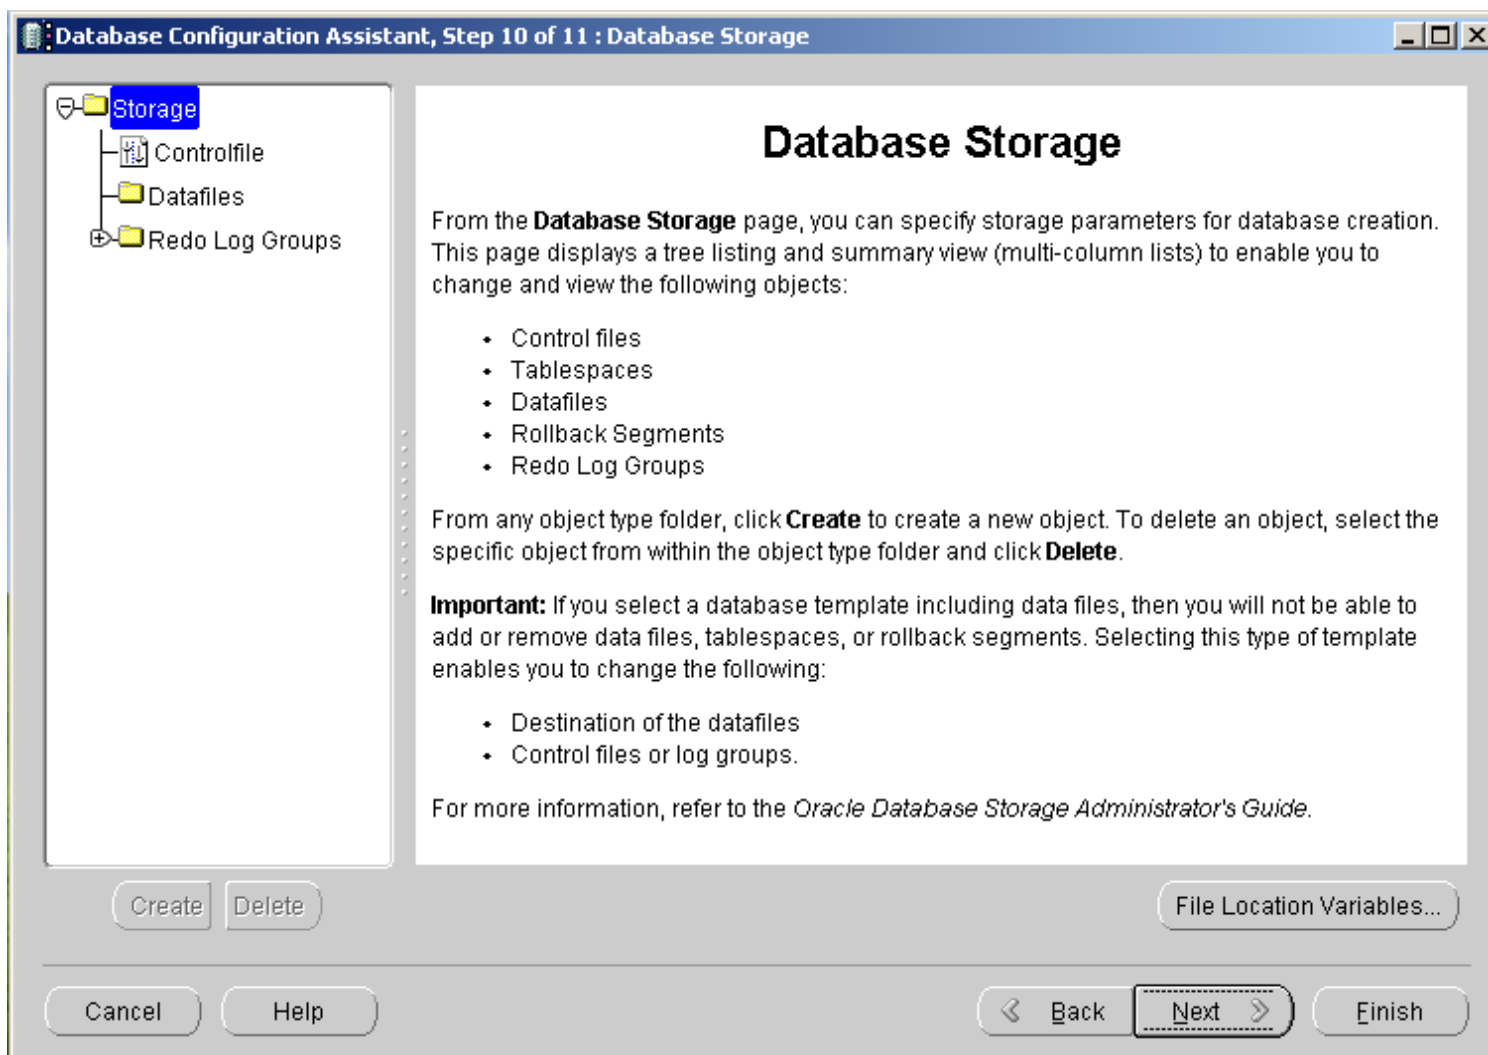 Database Configuration Assistant, Step 10 of 11 : Database Storage
Storage
Controlfile
Datafiles
Redo Log Groups
Database Storage
From the Database Storage page, you can specify storage parameters for database creation.
This page displays a tree listing and summary view (multi-column lists) to enable you to
change and view the following objects:
• Control files
• Tablespaces
• Datafiles
• Rollback Segments
• Redo Log Groups
From any object type folder, click Create to create a new object. To delete an object, select the
specific object from within the object type folder and click Delete.
Important: If you select a database template including data files, then you will not be able to
add or remove data files, tablespaces, or rollback segments. Selecting this type of template
enables you to change the following:
• Destination of the datafiles
• Control files or log groups.
For more information, refer to the Oracle Database Storage Administrator's Guide.
Create Delete
File Location Variables...
Cancel Help Back Next Finish